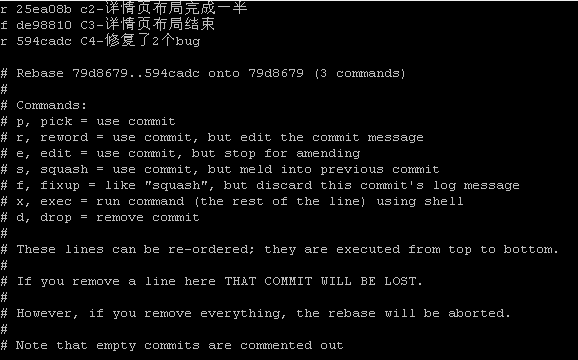 r 25ea08b c2-详情页布局完成一半
f de98810 C3-详情页布局结束
r 594cadc C4-修复了2个bug
# Rebase 79d8679..594cadc onto 79d8679 (3 commands)
#
# Commands:
# p, pick = use commit
# r, reword = use commit, but edit the commit message
# e, edit = use commit, but stop for amending
# s, squash = use commit, but meld into previous commit
# f, fixup = like "squash", but discard this commit's log message
# x, exec = run command (the rest of the line) using shell
# d, drop = remove commit
#
# These lines can be re-ordered; they are executed from top to bottom.
#
# If you remove a line here THAT COMMIT WILL BE LOST.
#
# However, if you remove everything, the rebase will be aborted.
#
# Note that empty commits are commented out